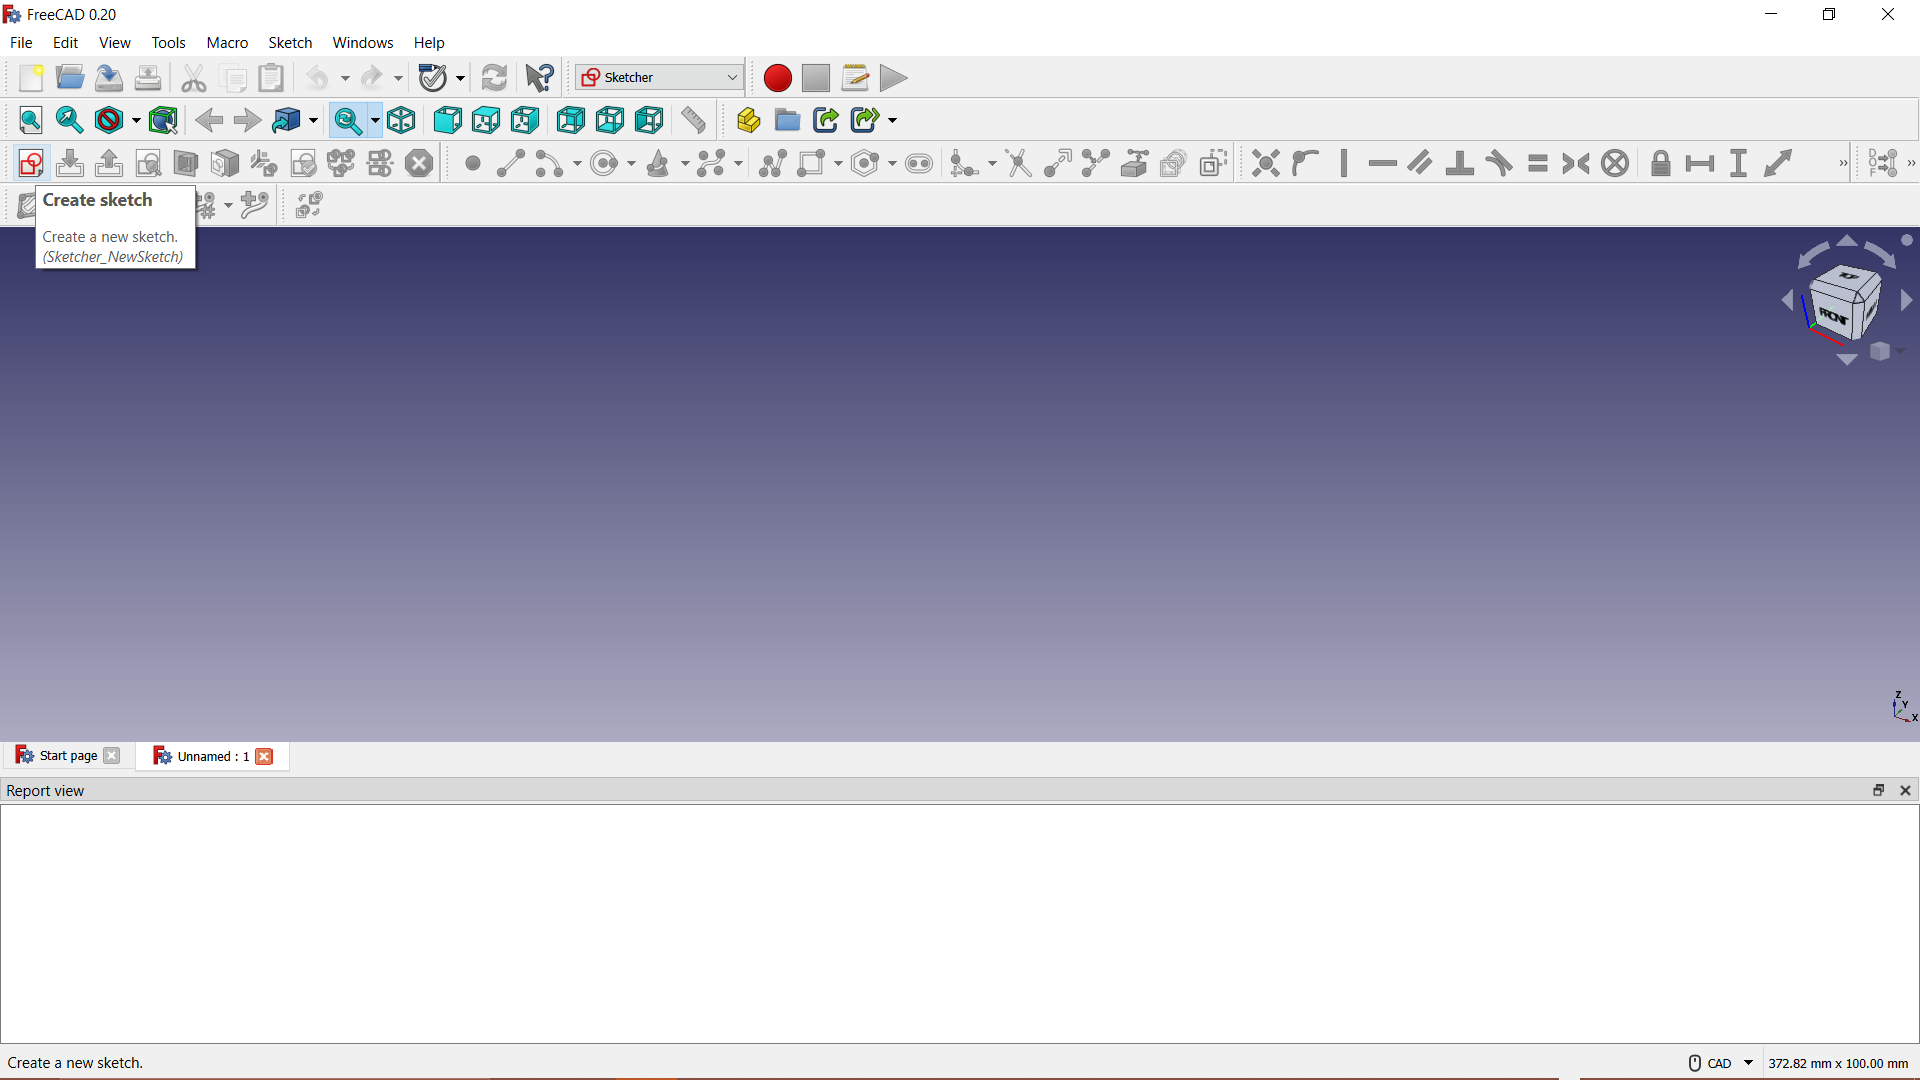 FreeCAD 0.20
File Edit View Tools Macro Sketch Windows Help
Sketcher
Create sketch
Create a new sketch.
(Sketcher_NewSketch)
TOP
FRONT
Z
Y
X
Start page
Unnamed : 1
Report view
Create a new sketch.
CAD
372.82 mm x 100.00 mm